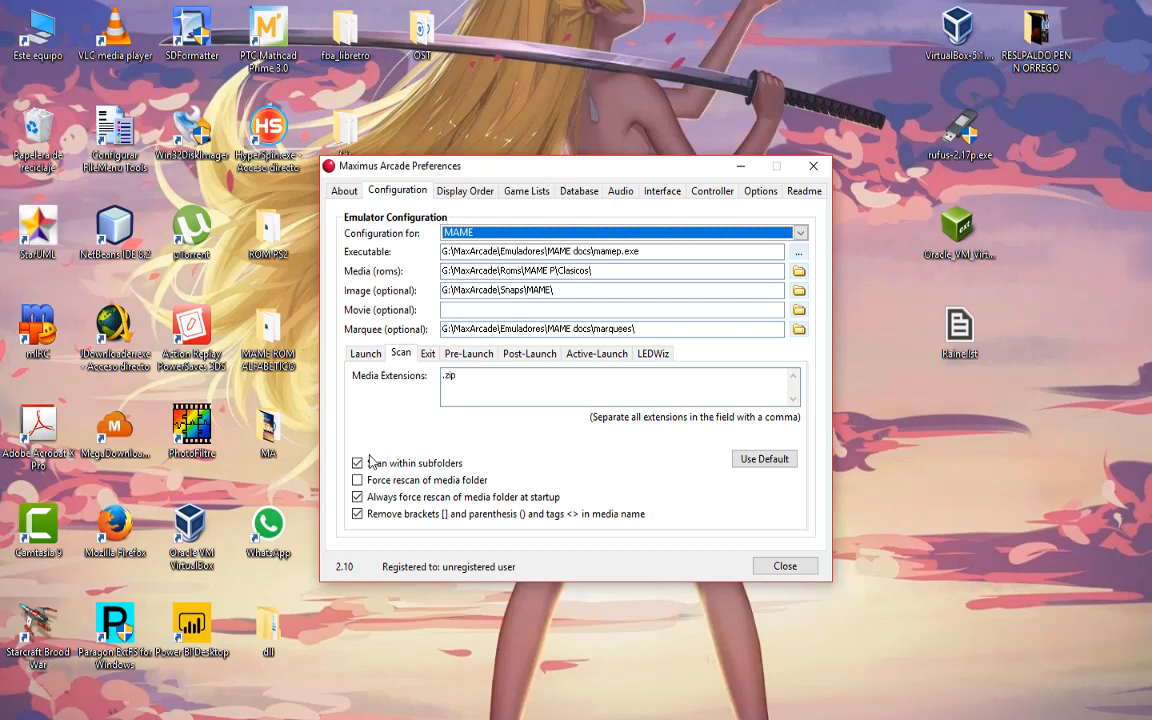 Este equipo
VLC media player
SDFormatter
PTC Mathcad
Prime 3.0
fba_libretro
OST
VirtualBox-5.1....
RESLPALDO PEN
N ORREGO
Papelera de
reciclaje
Configurar
FileMenu Tools
Win32DiskImager
HyperSpin.exe -
Acceso directo
rufus-2.17p.exe
StarUML
NetBeans IDE 8.2
µTorrent
ROM PS2
Oracle_VM_Virt...
mIRC
JDownloader.exe
- Acceso directo
Action Replay
PowerSaves 3DS
MAME ROM
ALFABETICO
Raine.lst
Adobe Acrobat X
Pro
MegaDownloa...
PhotoFiltre
MA
Camtasia 9
Mozilla Firefox
Oracle VM
VirtualBox
WhatsApp
Starcraft Brood
War
Paragon ExtFS for
Windows
Power BI Desktop
dll
Maximus Arcade Preferences
About Configuration Display Order Game Lists Database Audio Interface Controller Options Readme
Emulator Configuration
Configuration for: MAME
Executable: G:\MaxArcade\Emuladores\MAME docs\mamep.exe ...
Media (roms): G:\MaxArcade\Roms\MAME P\Clasicos\
Image (optional): G:\MaxArcade\Snaps\MAME\
Movie (optional):
Marquee (optional): G:\MaxArcade\Emuladores\MAME docs\marquees\
Launch Scan Exit Pre-Launch Post-Launch Active-Launch LEDWiz
Media Extensions: .zip
(Separate all extensions in the field with a comma)
Scan within subfolders Use Default
Force rescan of media folder
Always force rescan of media folder at startup
Remove brackets [] and parenthesis () and tags <> in media name
2.10 Registered to: unregistered user Close